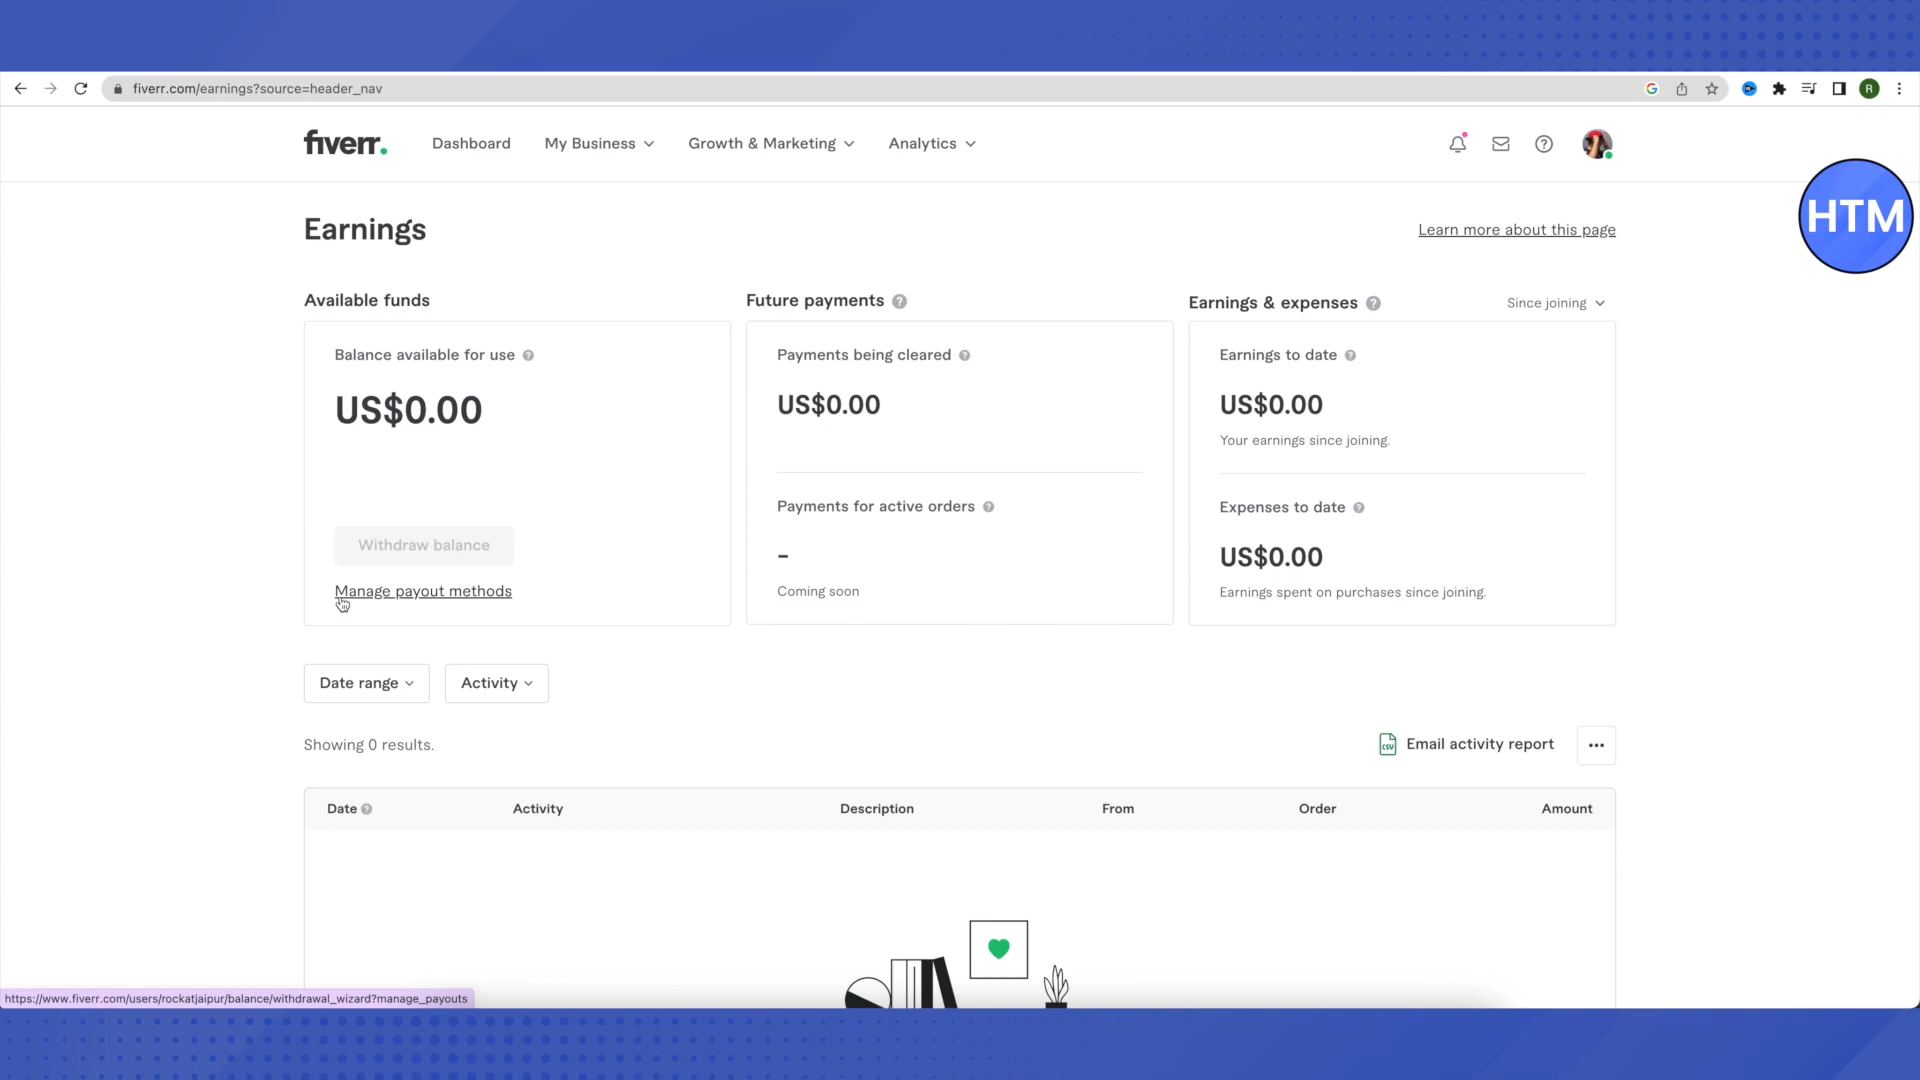 fiverr.com/earnings?source=header_nav
R
fiverr.
Dashboard
My Business
Growth & Marketing
Analytics
HTM
Earnings
Learn more about this page
Available funds
Future payments
Earnings & expenses
Since joining
Balance available for use
US$0.00
Withdraw balance
Manage payout methods
Payments being cleared
US$0.00
Payments for active orders
-
Coming soon
Earnings to date
US$0.00
Your earnings since joining.
Expenses to date
US$0.00
Earnings spent on purchases since joining.
Date range
Activity
Showing 0 results.
CSV
Email activity report
Date
Activity
Description
From
Order
Amount
https://www.fiverr.com/users/rockatjaipur/balance/withdrawal_wizard?manage_payouts